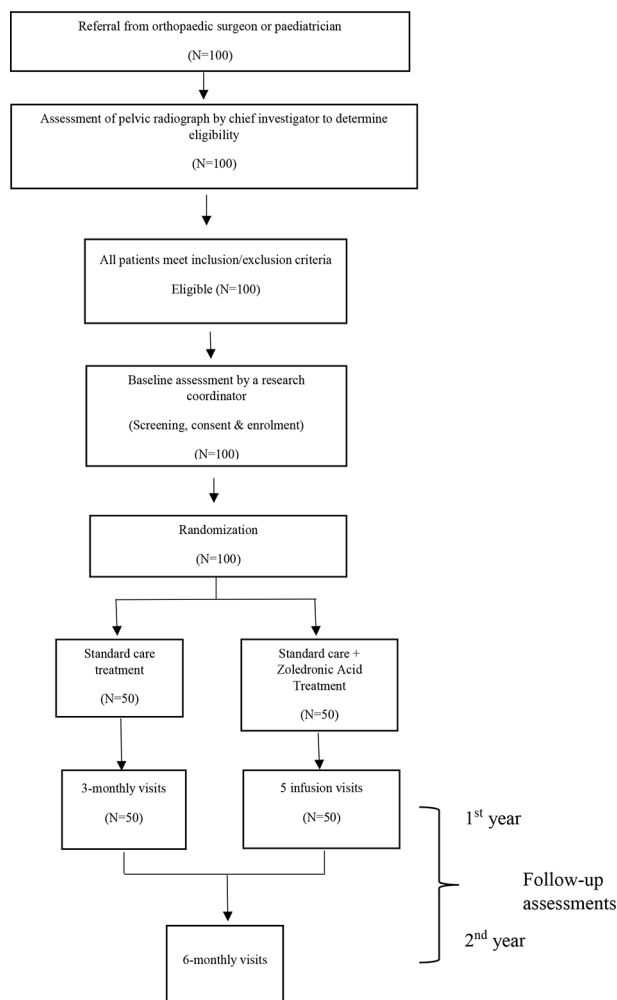 Referral from orthopaedic surgeon or paediatrician
(N=100)
Assessment of pelvic radiograph by chief investigator to determine
eligibility
(N=100)
All patients meet inclusion/exclusion criteria
Eligible (N=100)
Baseline assessment by a research
coordinator
(Screening, consent & enrolment)
(N=100)
Randomization
(N=100)
Standard care
treatment
(N=50)
Standard care +
Zoledronic Acid
Treatment
(N=50)
3-monthly visits
(N=50)
5 infusion visits
(N=50)
1st year
Follow-up
assessments
2nd year
6-monthly visits